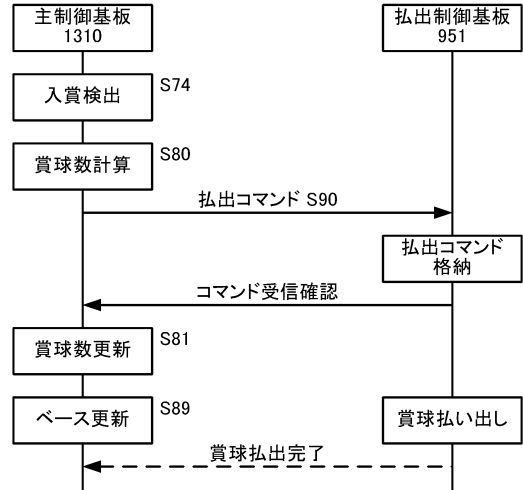 主制御基板
1310
払出制御基板
951
入賞検出
S74
賞球数計算
S80
払出コマンド S90
払出コマンド
格納
コマンド受信確認
賞球数更新
S81
ベース更新
S89
賞球払い出し
賞球払出完了